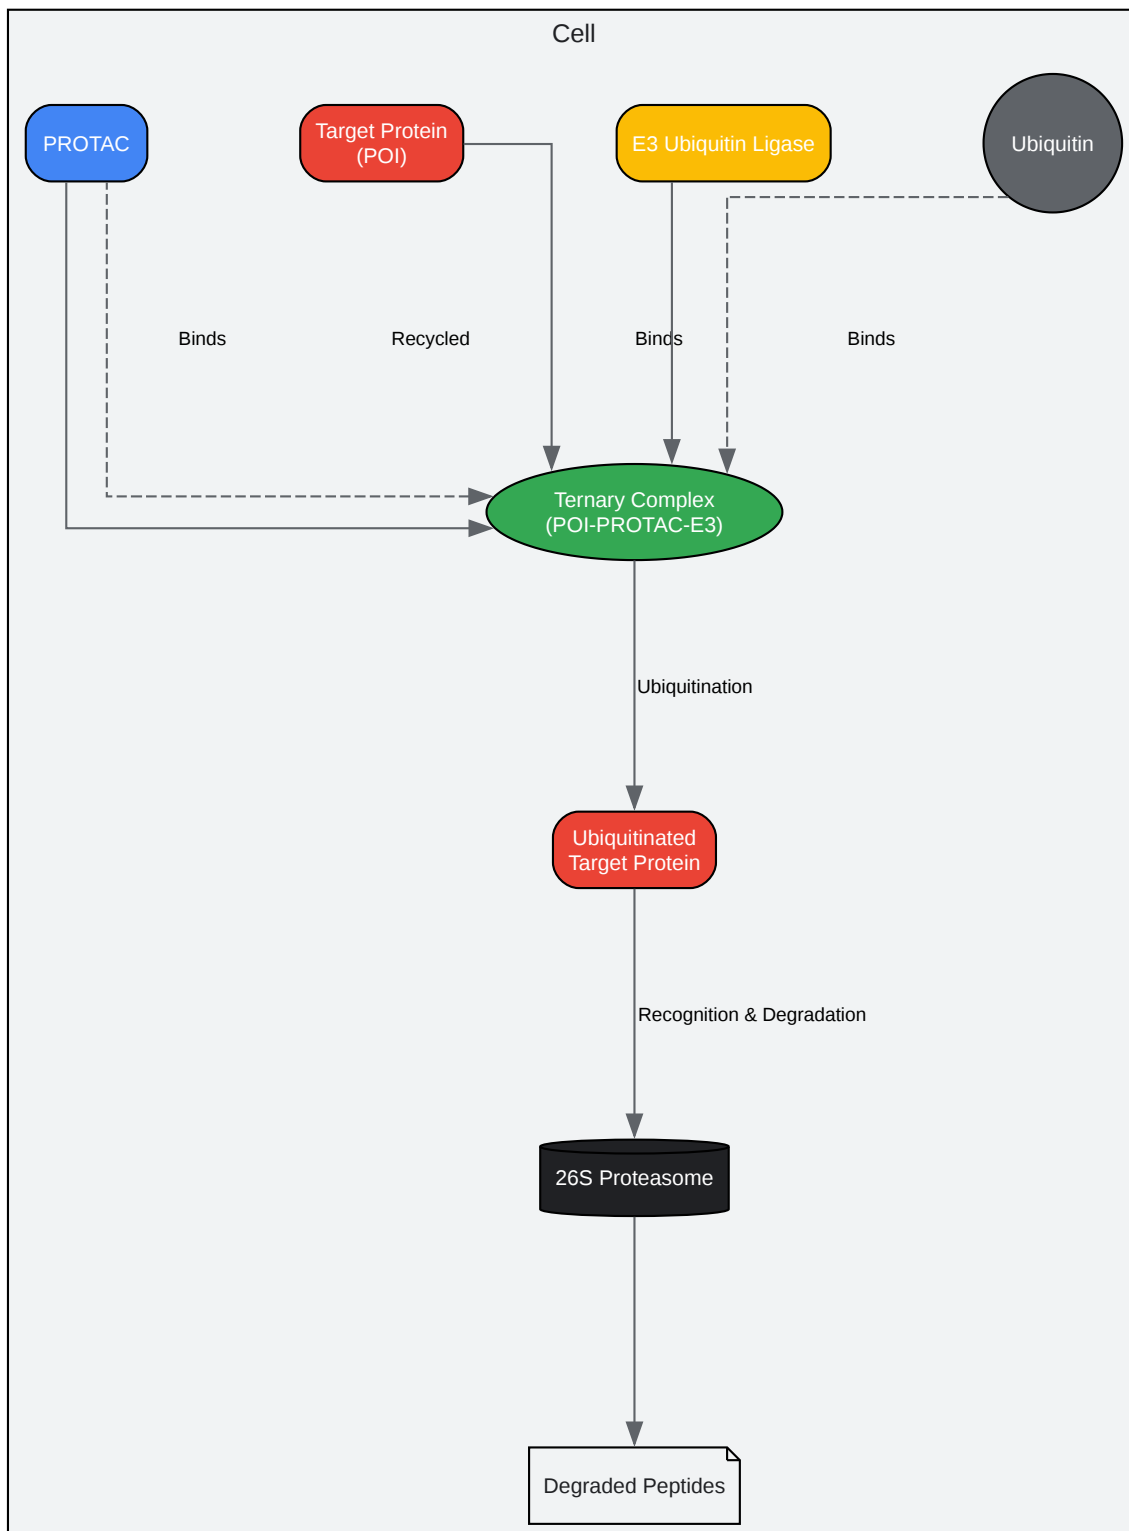 Cell
PROTAC
Target Protein
(POI)
E3 Ubiquitin Ligase
Ubiquitin
Binds
Recycled
Binds
Binds
Ternary Complex
(POI-PROTAC-E3)
Ubiquitination
Ubiquitinated
Target Protein
Recognition & Degradation
26S Proteasome
Degraded Peptides